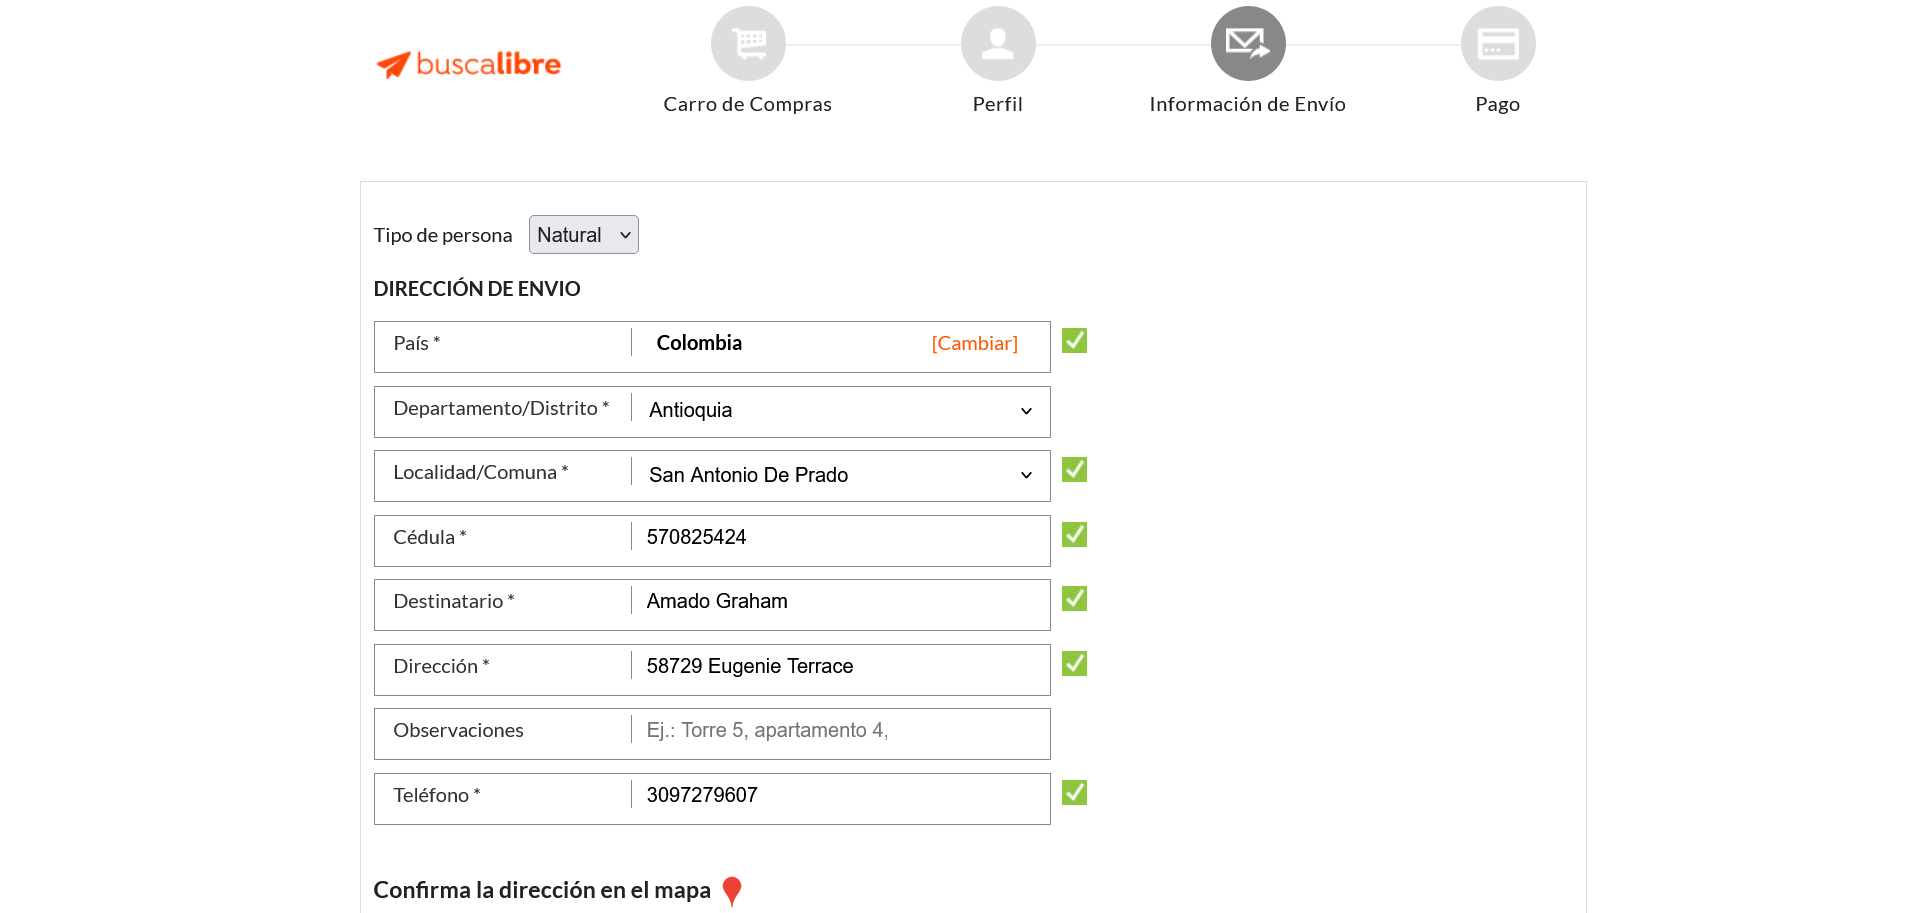 buscalibre
Carro de Compras
Perfil
Información de Envío
Pago
Tipo de persona Natural
DIRECCIÓN DE ENVIO
País * Colombia [Cambiar]
Departamento/Distrito * Antioquia
Localidad/Comuna * San Antonio De Prado
Cédula * 570825424
Destinatario * Amado Graham
Dirección * 58729 Eugenie Terrace
Observaciones Ej.: Torre 5, apartamento 4,
Teléfono * 3097279607
Confirma la dirección en el mapa